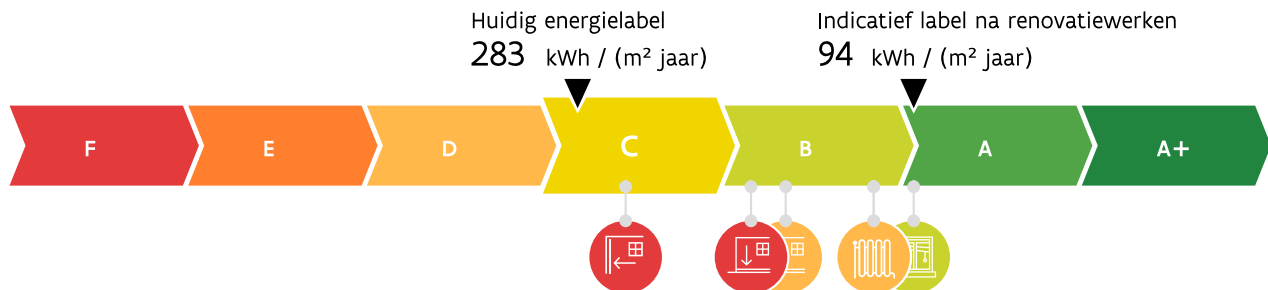 Huidig energielabel
283 kWh / (m² jaar)
Indicatief label na renovatiewerken
94 kWh / (m² jaar)
F
E
D
C
B
A
A+